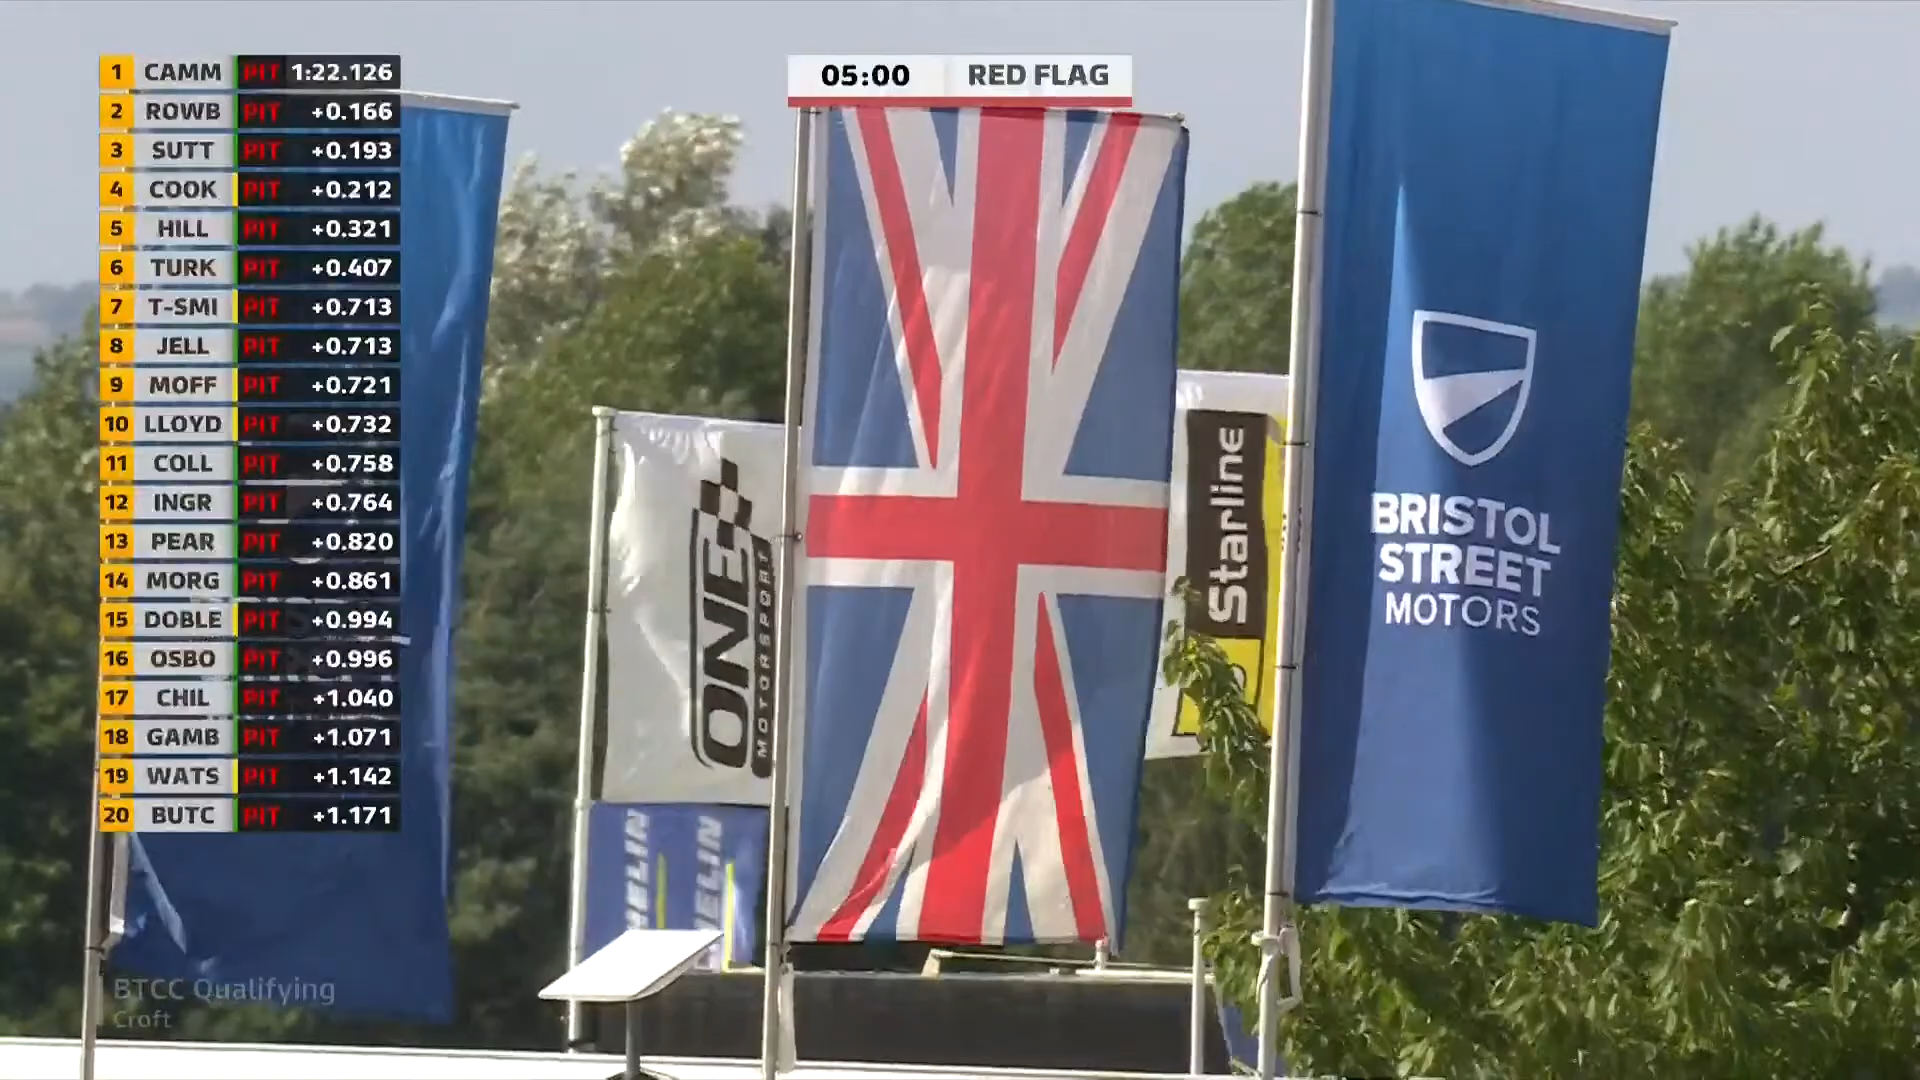 1 CAMM PIT 1:22.126
2 ROWB PIT +0.166
3 SUTT PIT +0.193
4 COOK PIT +0.212
5 HILL PIT +0.321
6 TURK PIT +0.407
7 T-SMI PIT +0.713
8 JELL PIT +0.713
9 MOFF PIT +0.721
10 LLOYD PIT +0.732
11 COLL PIT +0.758
12 INGR PIT +0.764
13 PEAR PIT +0.820
14 MORG PIT +0.861
15 DOBLE PIT +0.994
16 OSBO PIT +0.996
17 CHIL PIT +1.040
18 GAMB PIT +1.071
19 WATS PIT +1.142
20 BUTC PIT +1.171
05:00 RED FLAG
ONE
MOTORSPORT
HELIN
ELIN
Starline
BRISTOL
STREET
MOTORS
BTCC Qualifying
Croft